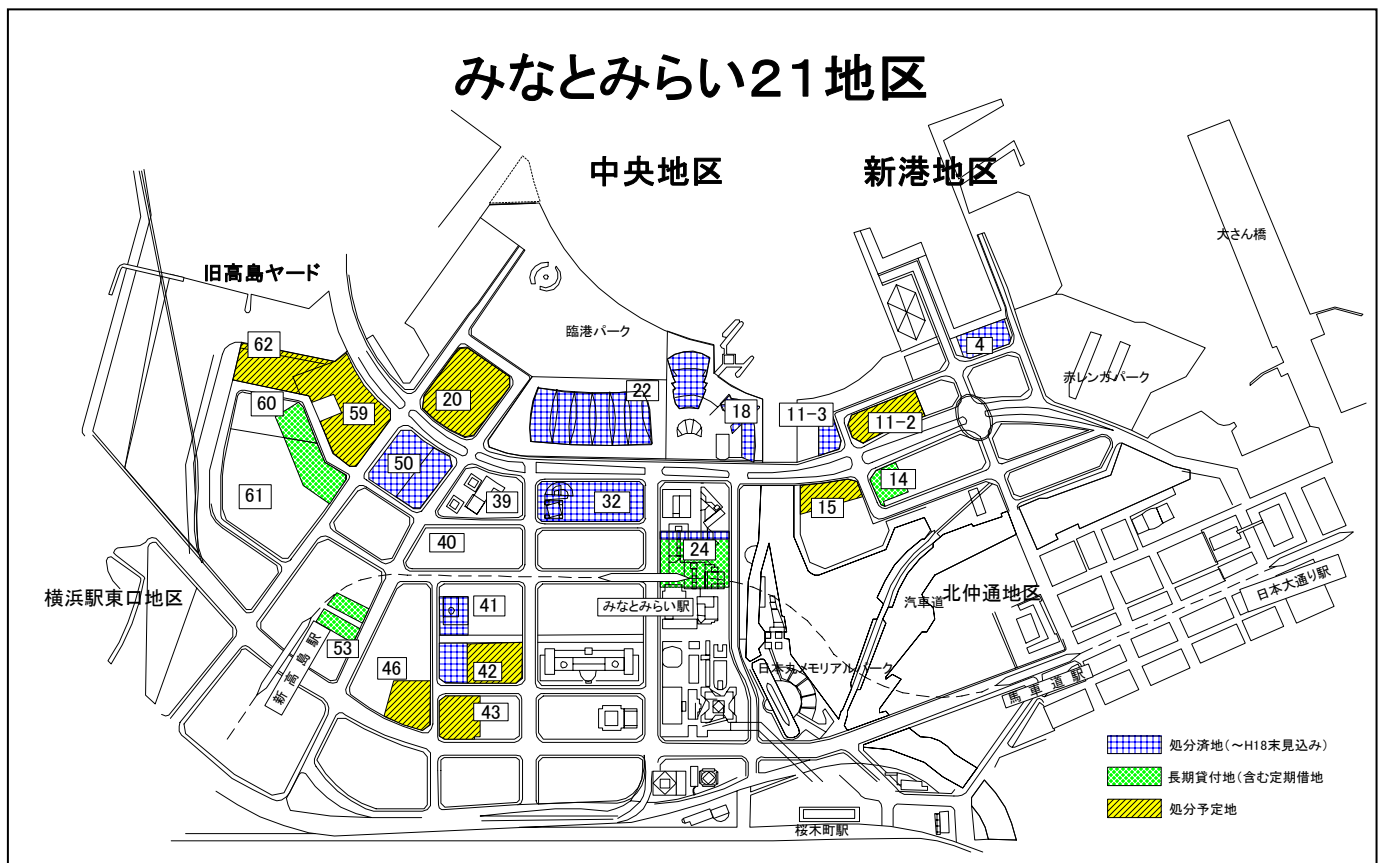 みなとみらい21地区
中央地区
新港地区
大さん橋
旧高島ヤード
臨港パーク
赤レンガパーク
62
60
59
20
22
18
11-3
11-2
4
50
39
32
14
15
61
40
24
横浜駅東口地区
41
みなとみらい駅
汽車道
北仲通地区
日本大通り駅
53
新高島駅
46
42
43
日本丸メモリアルパーク
馬車道駅
桜木町駅
処分済地(~H18末見込み)
長期貸付地(含む定期借地
処分予定地